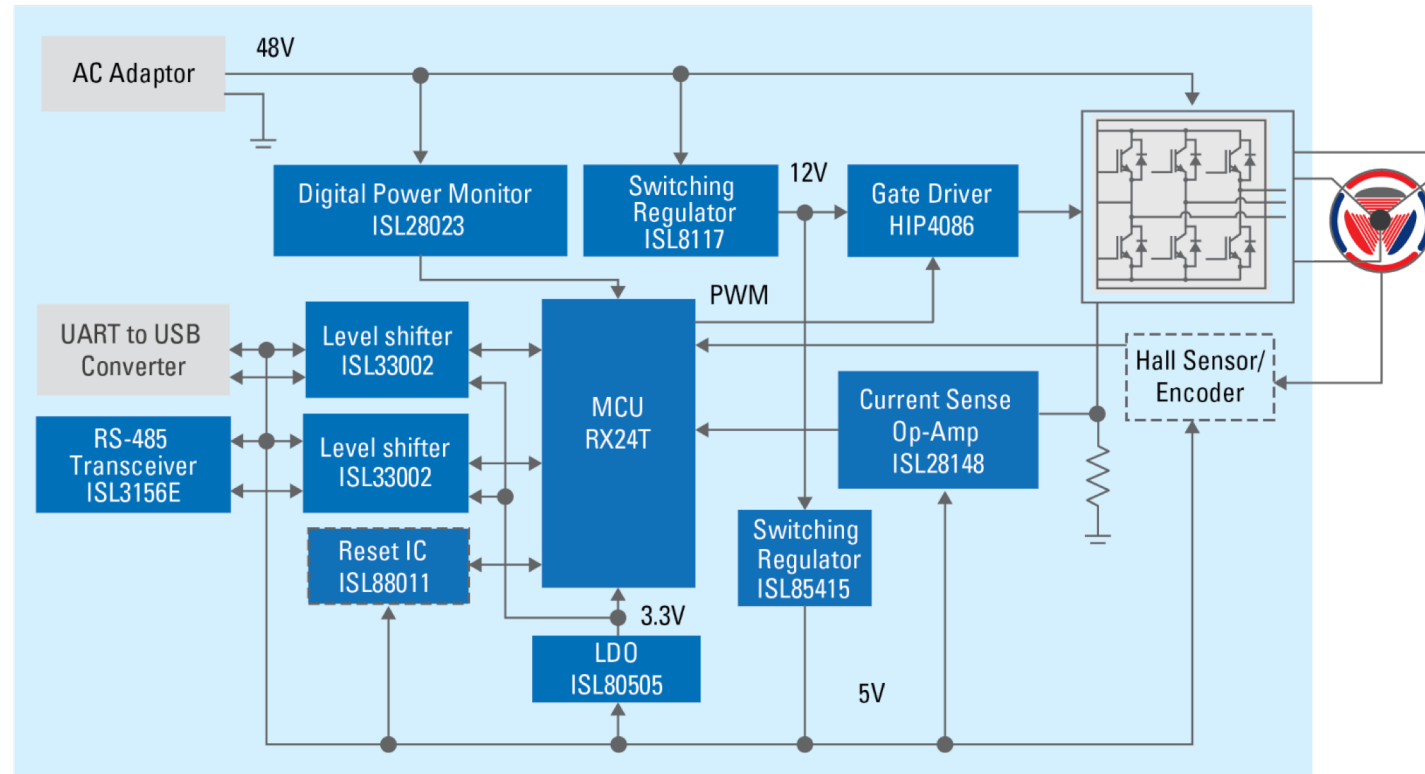 48V
AC Adaptor
Digital Power Monitor
ISL28023
Switching
Regulator
ISL8117
12V
Gate Driver
HIP4086
PWM
UART to USB
Converter
Level shifter
ISL33002
MCU
RX24T
Hall Sensor/
Encoder
Current Sense
Op-Amp
ISL28148
RS-485
Transceiver
ISL3156E
Level shifter
ISL33002
Switching
Regulator
ISL85415
Reset IC
ISL88011
3.3V
LDO
ISL80505
5V